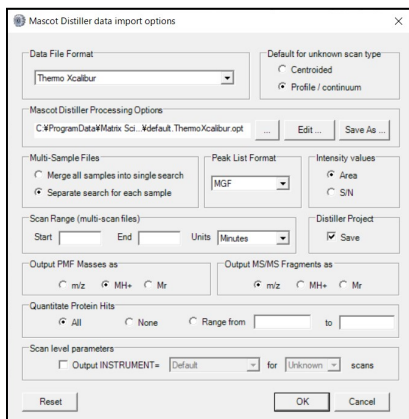 Mascot Distiller data import options
Data File Format
Thermo Xcalibur
Default for unknown scan type
Centroided
Profile / continuum
Mascot Distiller Processing Options
C:¥ProgramData¥Matrix Sci...¥default.ThermoXcalibur.opt ... Edit ... Save As ...
Multi-Sample Files
Merge all samples into single search
Separate search for each sample
Peak List Format
MGF
Intensity values
Area
S/N
Scan Range (multi-scan files)
Start End Units Minutes
Distiller Project
Save
Output PMF Masses as
m/z MH+ Mr
Output MS/MS Fragments as
m/z MH+ Mr
Quantitate Protein Hits
All None Range from to
Scan level parameters
Output INSTRUMENT= Default for Unknown scans
Reset OK Cancel